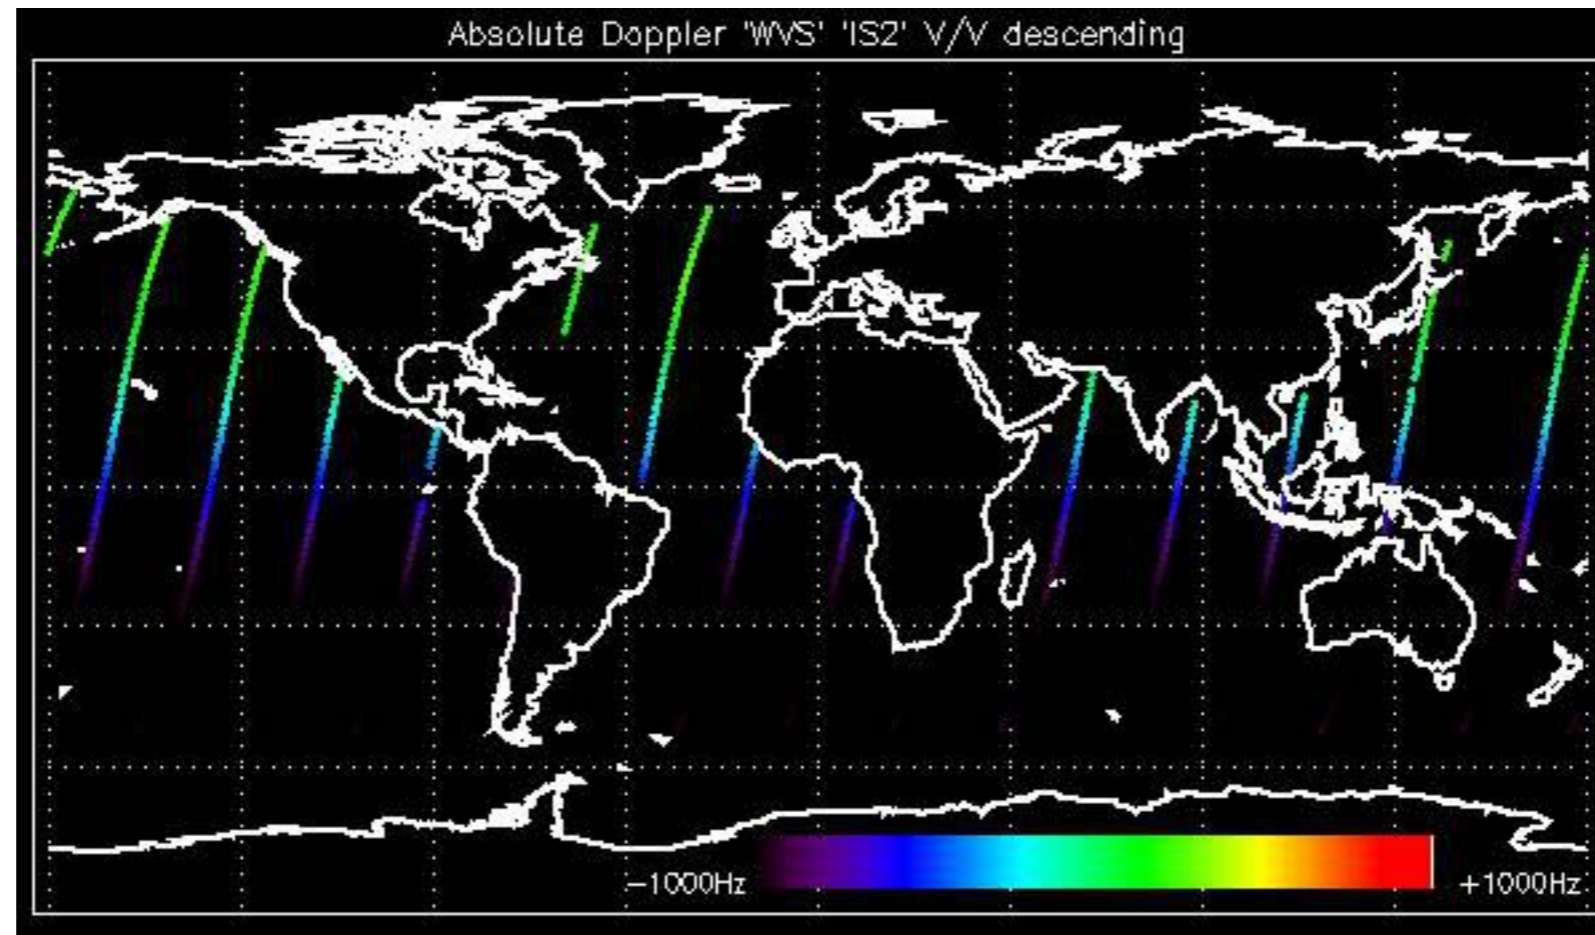 Absolute Doppler 'WVS' 'IS2' V/V descending
−1000Hz
+1000Hz